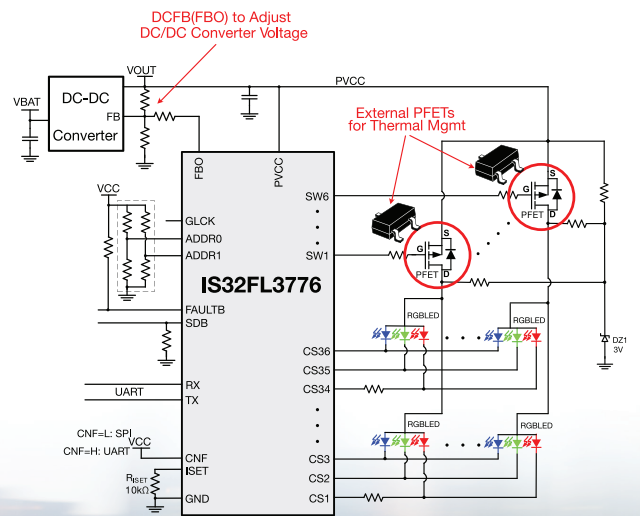 DCFB(FBO) to Adjust
DC/DC Converter Voltage
VOUT
PVCC
VBAT
DC-DC
Converter
FB
External PFETs
for Thermal Mgmt
FBO
PVCC
VCC
GLCK
ADDR0
ADDR1
IS32FL3776
SW6
SW1
G
S
D
PFET
G
S
D
PFET
FAULTB
SDB
RGBLED
RGBLED
DZ1
3V
CS36
CS35
CS34
RX
TX
UART
CNF=L: SPI
CNF=H: UART
VCC
CNF
ISET
GND
RISET
10kΩ
RGBLED
RGBLED
CS3
CS2
CS1